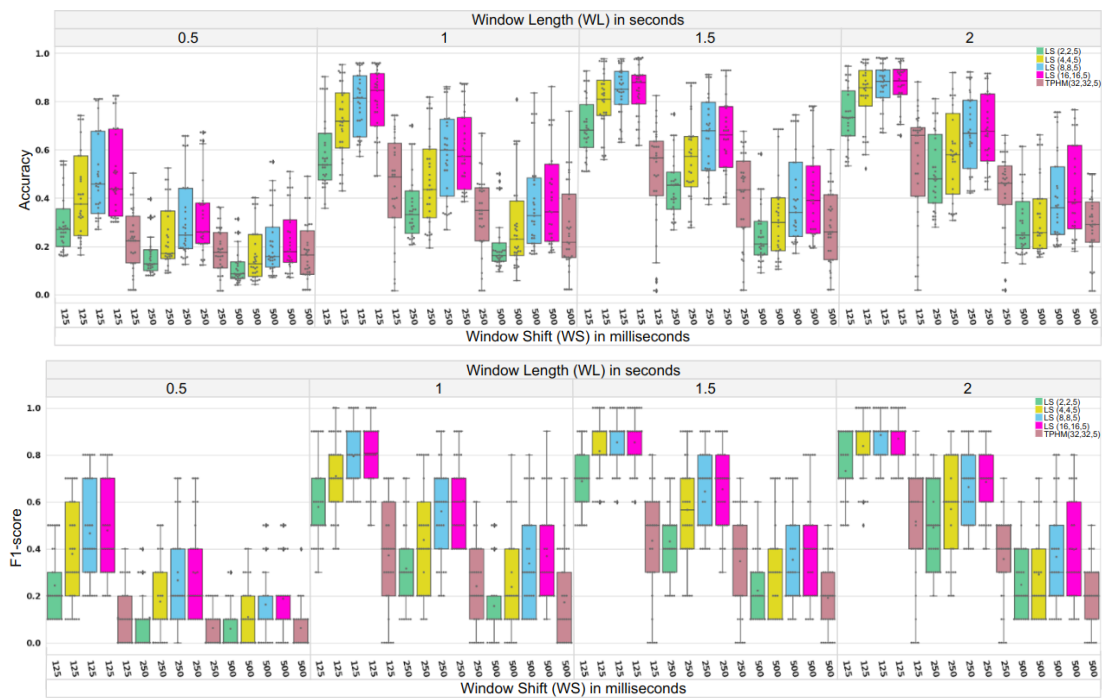 Window Length (WL) in seconds
0.5 1 1.5 2
LS (2,2,5)
LS (4,4,5)
LS (8,8,5)
LS (16,16,5)
TPHM(32,32,5)
Accuracy
1.0
0.8
0.6
0.4
0.2
0.0
125 125 125 125 125 250 250 250 250 250 500 500 500 500 500 125 125 125 125 125 250 250 250 250 250 500 500 500 500 500 125 125 125 125 125 250 250 250 250 250 500 500 500 500 500 125 125 125 125 125 250 250 250 250 250 500 500 500 500 500
Window Shift (WS) in milliseconds
Window Length (WL) in seconds
0.5 1 1.5 2
LS (2,2,5)
LS (4,4,5)
LS (8,8,5)
LS (16,16,5)
TPHM(32,32,5)
F1-score
1.0
0.8
0.6
0.4
0.2
0.0
125 125 125 125 125 250 250 250 250 250 500 500 500 500 500 125 125 125 125 125 250 250 250 250 250 500 500 500 500 500 125 125 125 125 125 250 250 250 250 250 500 500 500 500 500 125 125 125 125 125 250 250 250 250 250 500 500 500 500 500
Window Shift (WS) in milliseconds